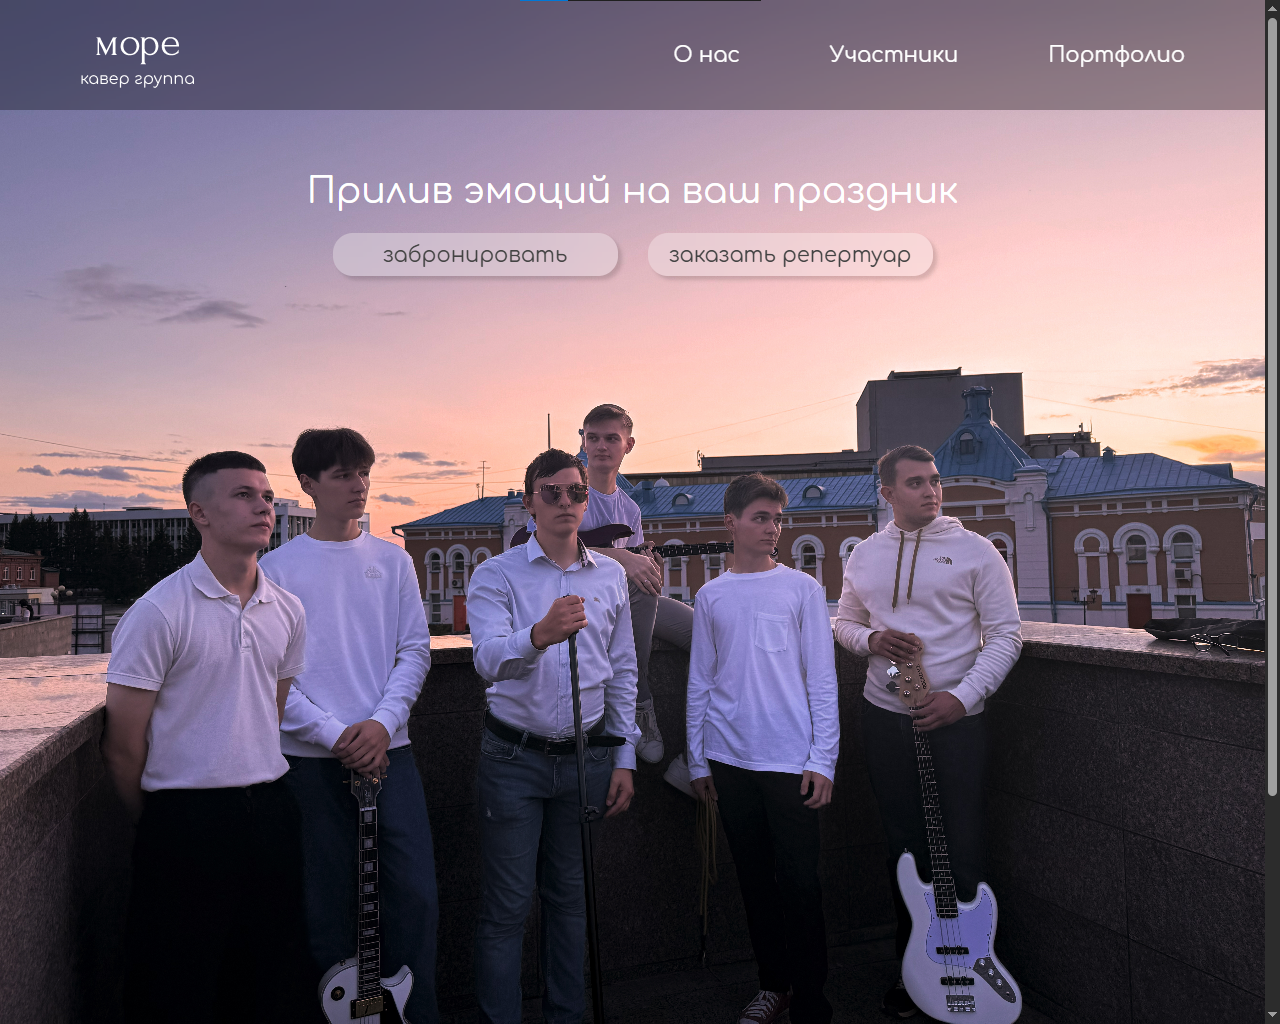 море
кавер группа
О нас
Участники
Портфолио
Прилив эмоций на ваш праздник
забронировать
заказать репертуар